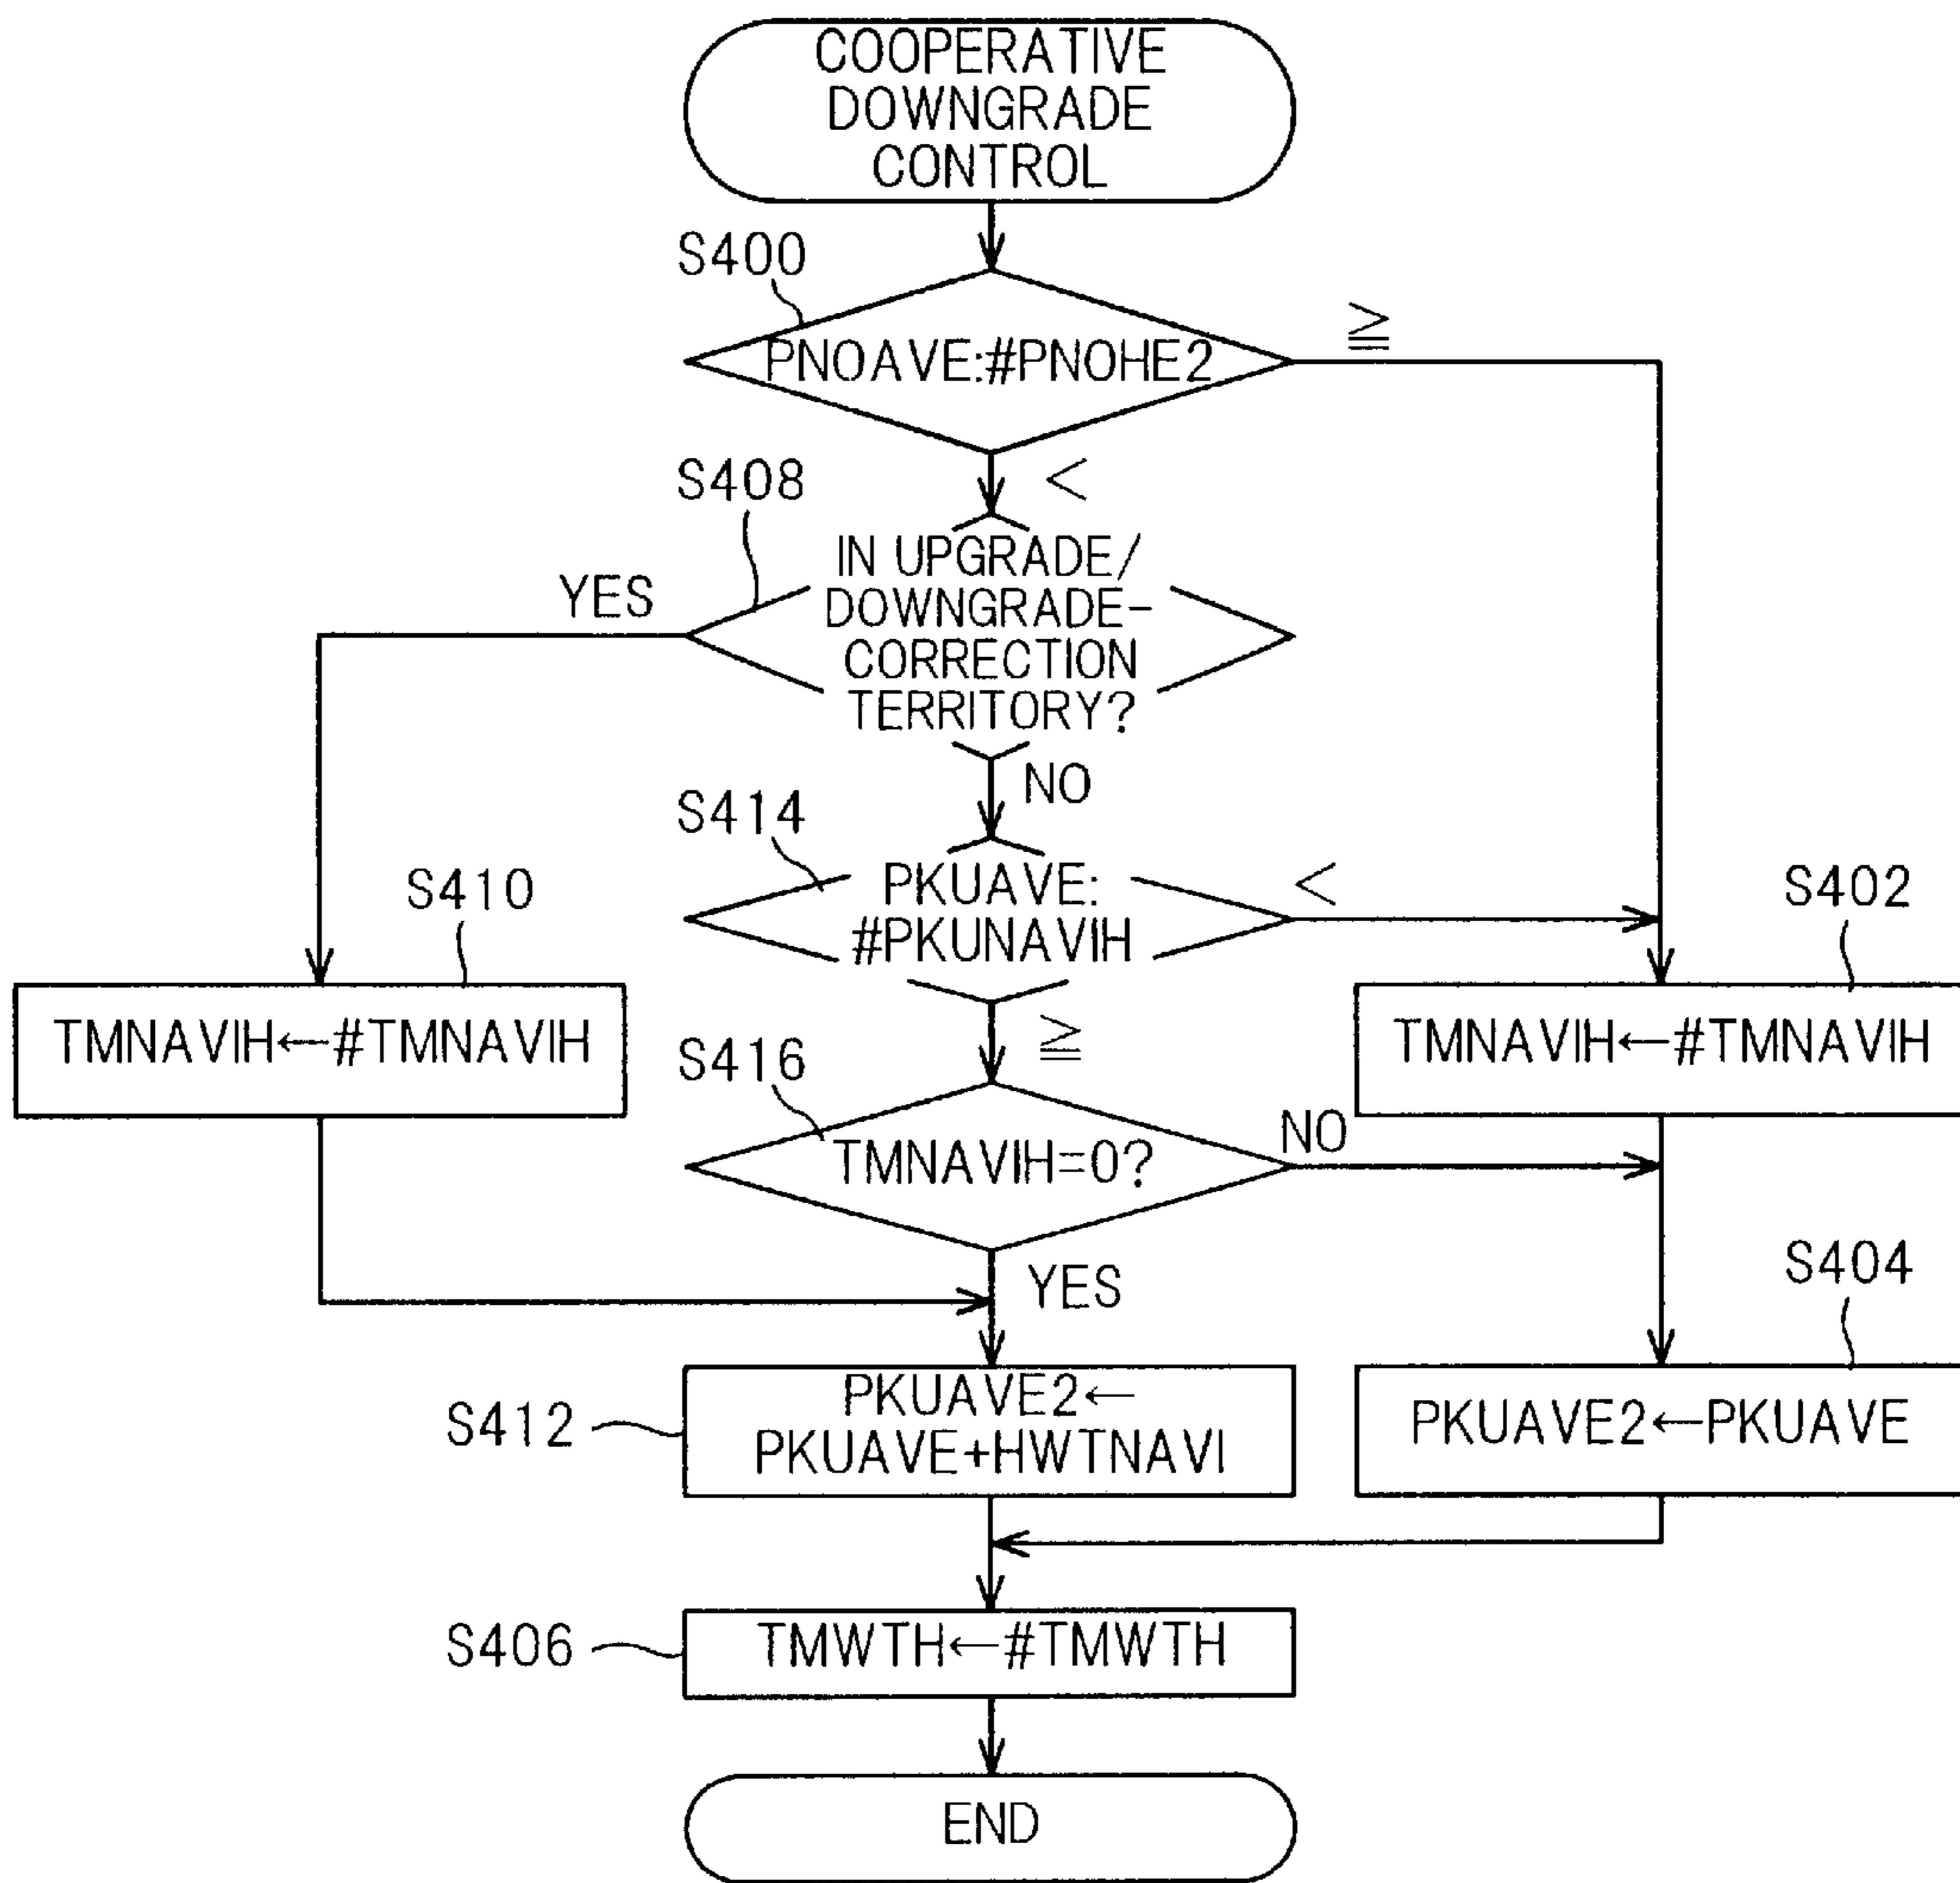 COOPERATIVE
DOWNGRADE
CONTROL
S400
PNOAVE:#PNOHE2
≧
<
S408
IN UPGRADE/
DOWNGRADE-
CORRECTION
TERRITORY?
YES
NO
S414
PKUAVE:
#PKUNAVIH
<
≧
S410
TMNAVIH←#TMNAVIH
S402
TMNAVIH←#TMNAVIH
S416
TMNAVIH=0?
NO
YES
S404
PKUAVE2←PKUAVE
S412
PKUAVE2←
PKUAVE+HWTNAVI
S406
TMWTH←#TMWTH
END